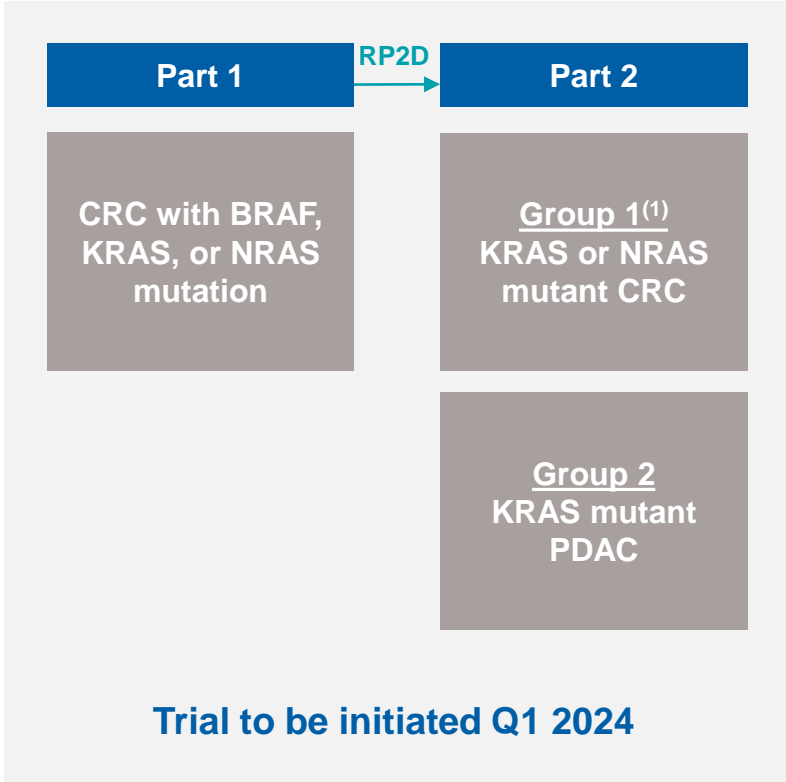 Part 1
RP2D
Part 2
CRC with BRAF,
KRAS, or NRAS
mutation
Group 1(1)
KRAS or NRAS
mutant CRC
Group 2
KRAS mutant
PDAC
Trial to be initiated Q1 2024